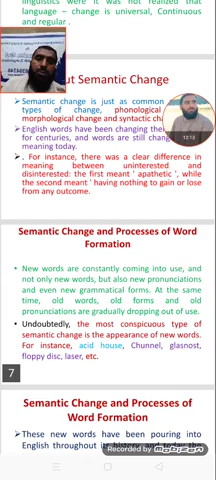 linguistics were it was not realized that
language – change is universal, Continuous
and regular .
ut Semantic Change
Semantic change is just as common
types of change, phonological
morphological change and syntactic ch
English words have been changing the
for centuries, and words are still chang
meaning today.
. For instance, there was a clear difference in
meaning between uninterested and
disinterested: the first meant ' apathetic ', while
the second meant ' having nothing to gain or lose
from any outcome.
12:13
Semantic Change and Processes of Word
Formation
New words are constantly coming into use, and
not only new words, but also new pronunciations
and even new grammatical forms. At the same
time, old words, old forms and old
pronunciations are gradually dropping out of use.
Undoubtedly, the most conspicuous type of
semantic change is the appearance of new words.
For instance, acid house, Chunnel, glasnost,
floppy disc, laser, etc.
7
Semantic Change and Processes of
Word Formation
These new words have been pouring into
English throughout its history, and today the
Recorded by
mobizen